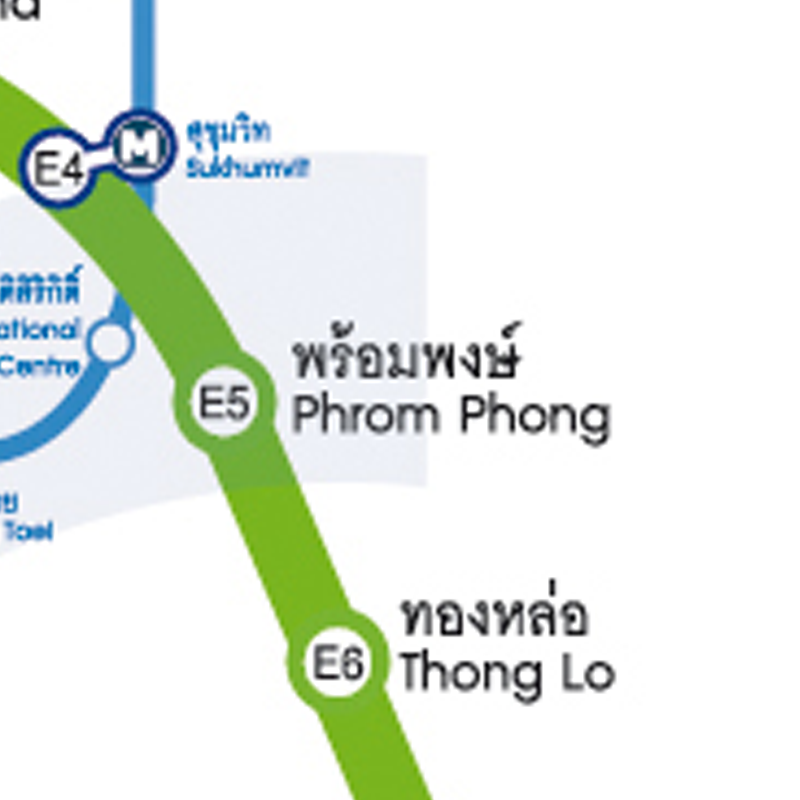 E4
M
สุขุมวิท
Sukhumvit
E5
พร้อมพงษ์
Phrom Phong
Centre
E6
ทองหล่อ
Thong Lo